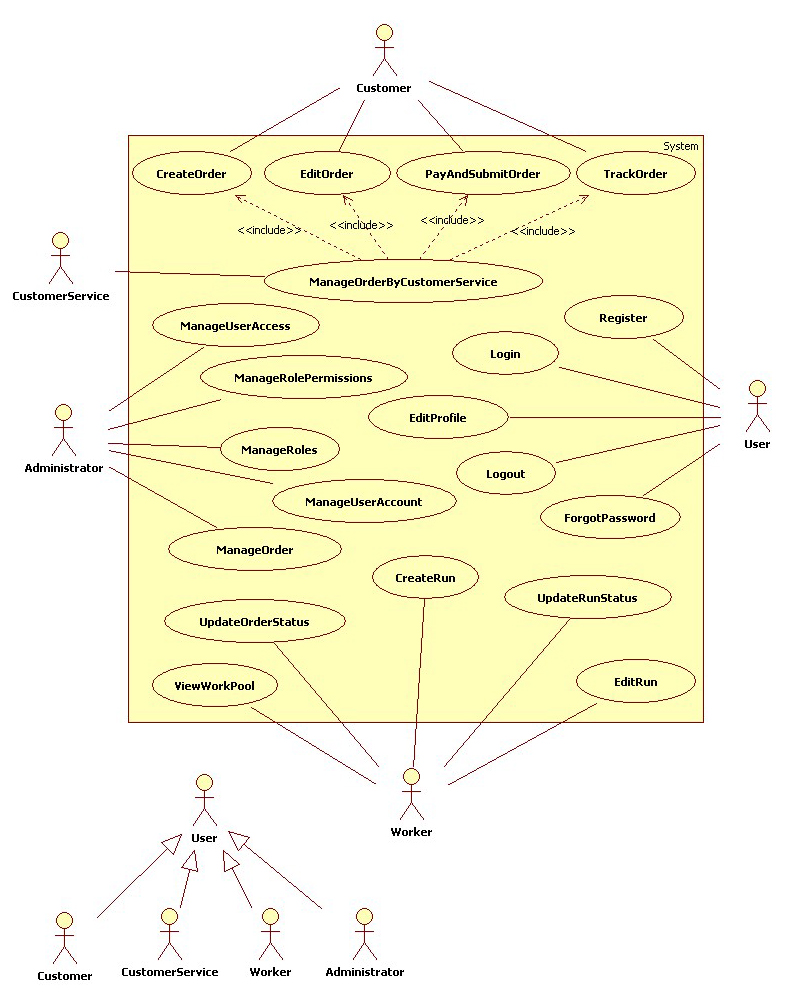 Customer
System
CreateOrder
EditOrder
PayAndSubmitOrder
TrackOrder
<<include>>
<<include>>
<<include>>
<<include>>
CustomerService
ManageOrderByCustomerService
ManageUserAccess
Register
Login
ManageRolePermissions
EditProfile
User
Administrator
ManageRoles
Logout
ManageUserAccount
ForgotPassword
ManageOrder
CreateRun
UpdateRunStatus
UpdateOrderStatus
ViewWorkPool
EditRun
Worker
User
Customer
CustomerService
Worker
Administrator